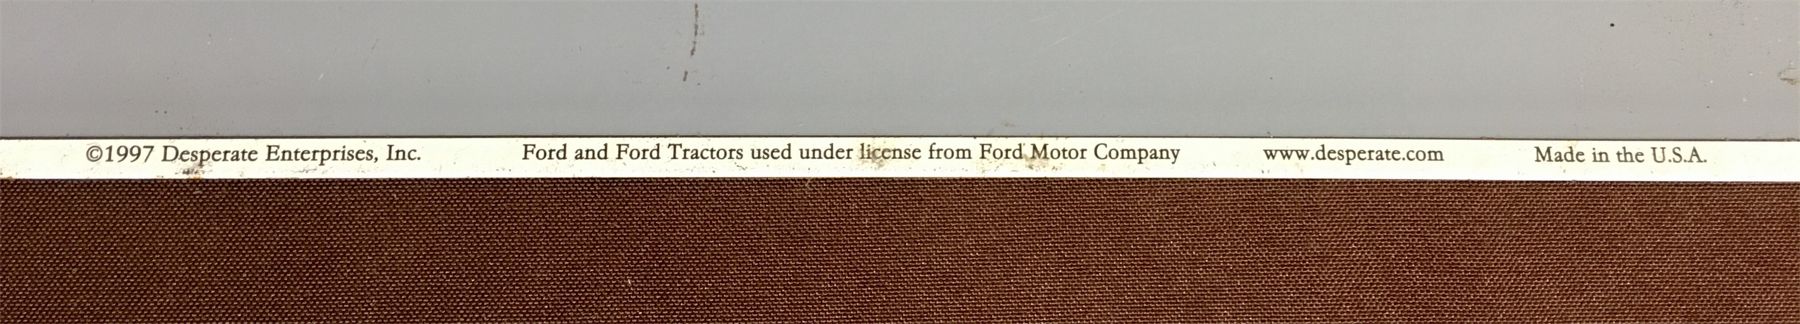 ©1997 Desperate Enterprises, Inc. Ford and Ford Tractors used under license from Ford Motor Company www.desperate.com Made in the U.S.A.